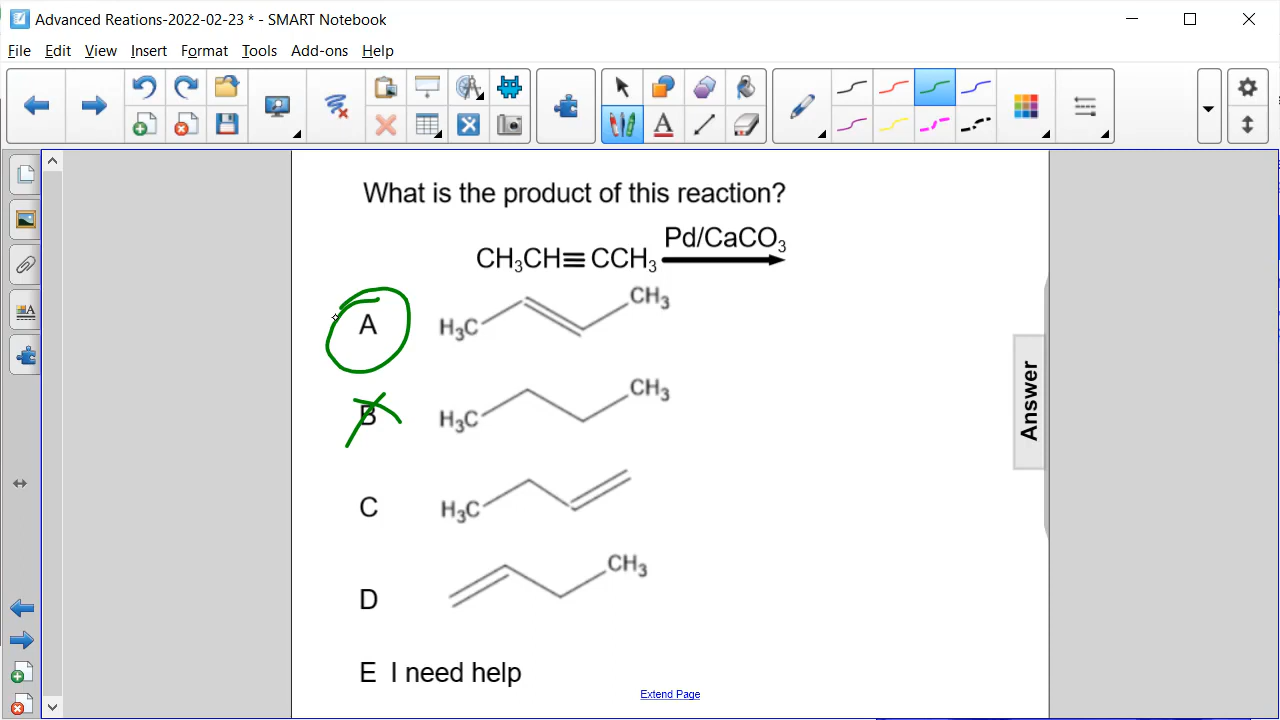 Advanced Reations-2022-02-23 * - SMART Notebook
File Edit View Insert Format Tools Add-ons Help
What is the product of this reaction?
Pd/CaCO₃
CH₃CH≡CCH₃
A
H₃C CH₃
B
H₃C CH₃
C
H₃C
D
CH₃
E I need help
Extend Page
Answer